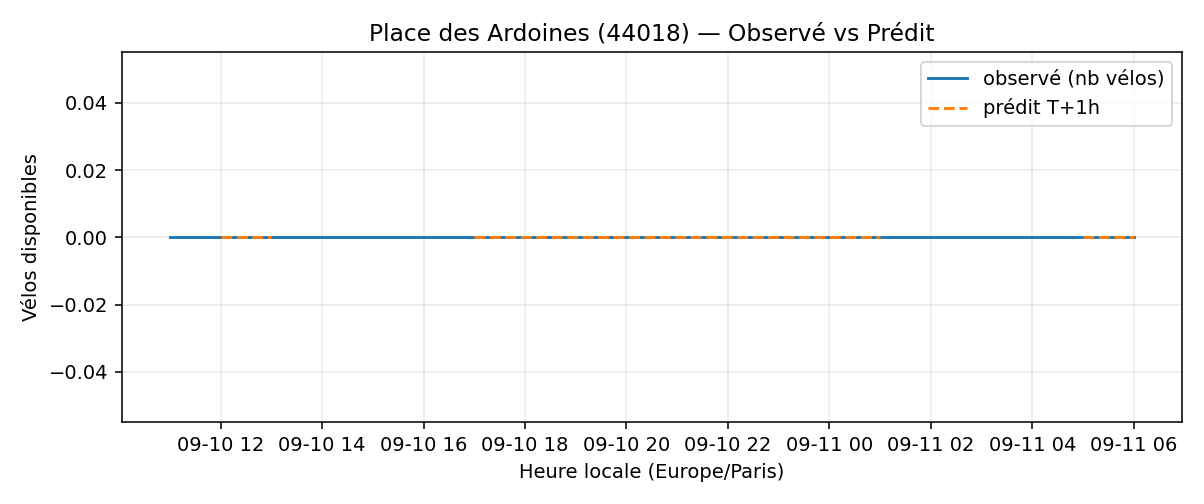 Place des Ardoines (44018) — Observé vs Prédit
observé (nb vélos)
prédit T+1h
Vélos disponibles
0.04
0.02
0.00
−0.02
−0.04
09-10 12 09-10 14 09-10 16 09-10 18 09-10 20 09-10 22 09-11 00 09-11 02 09-11 04 09-11 06
Heure locale (Europe/Paris)